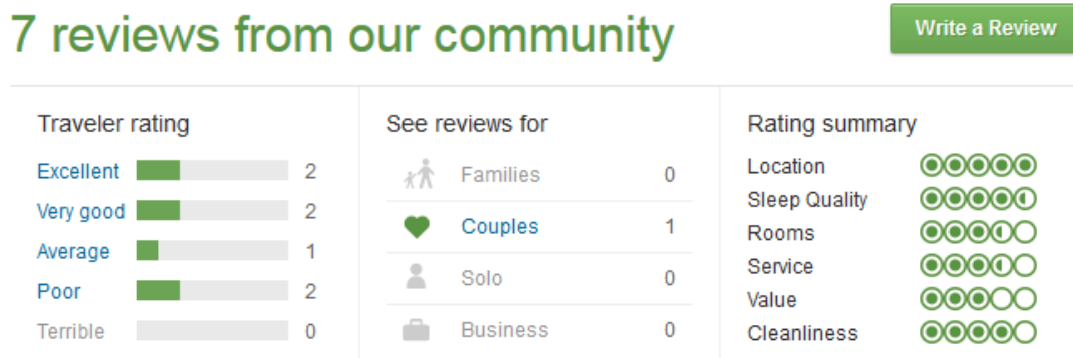 7 reviews from our community
Write a Review
Traveler rating
Excellent 2
Very good 2
Average 1
Poor 2
Terrible 0
See reviews for
Families 0
Couples 1
Solo 0
Business 0
Rating summary
Location
Sleep Quality
Rooms
Service
Value
Cleanliness